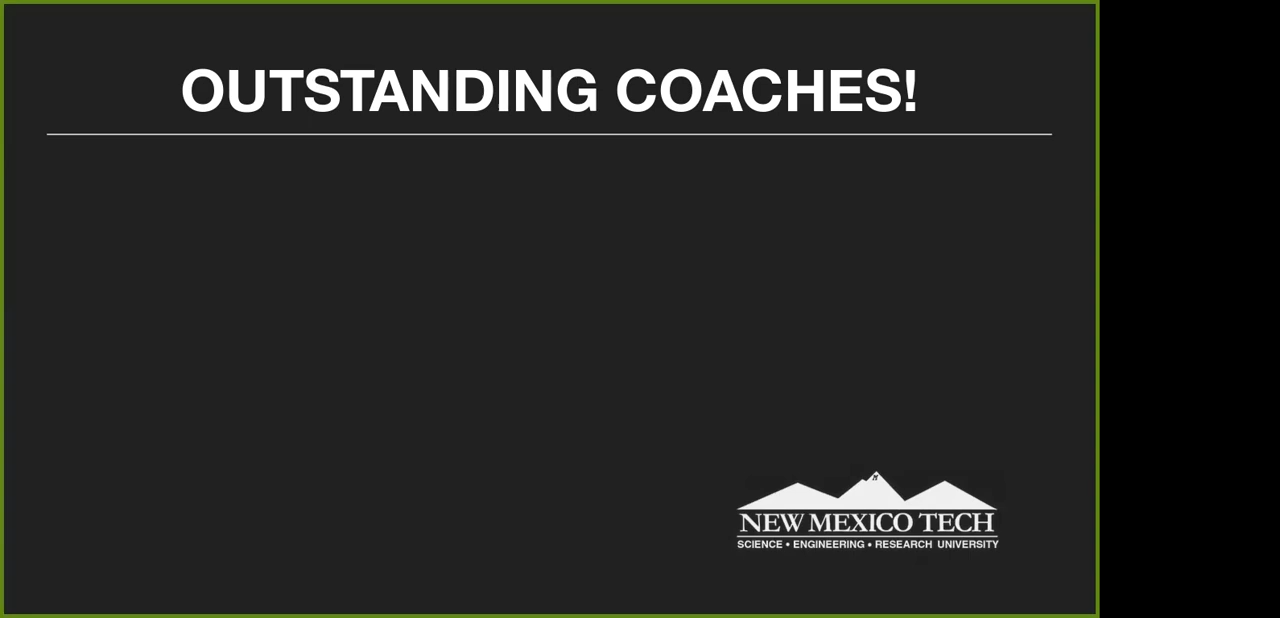 OUTSTANDING COACHES!
NEW MEXICO TECH
SCIENCE • ENGINEERING • RESEARCH UNIVERSITY